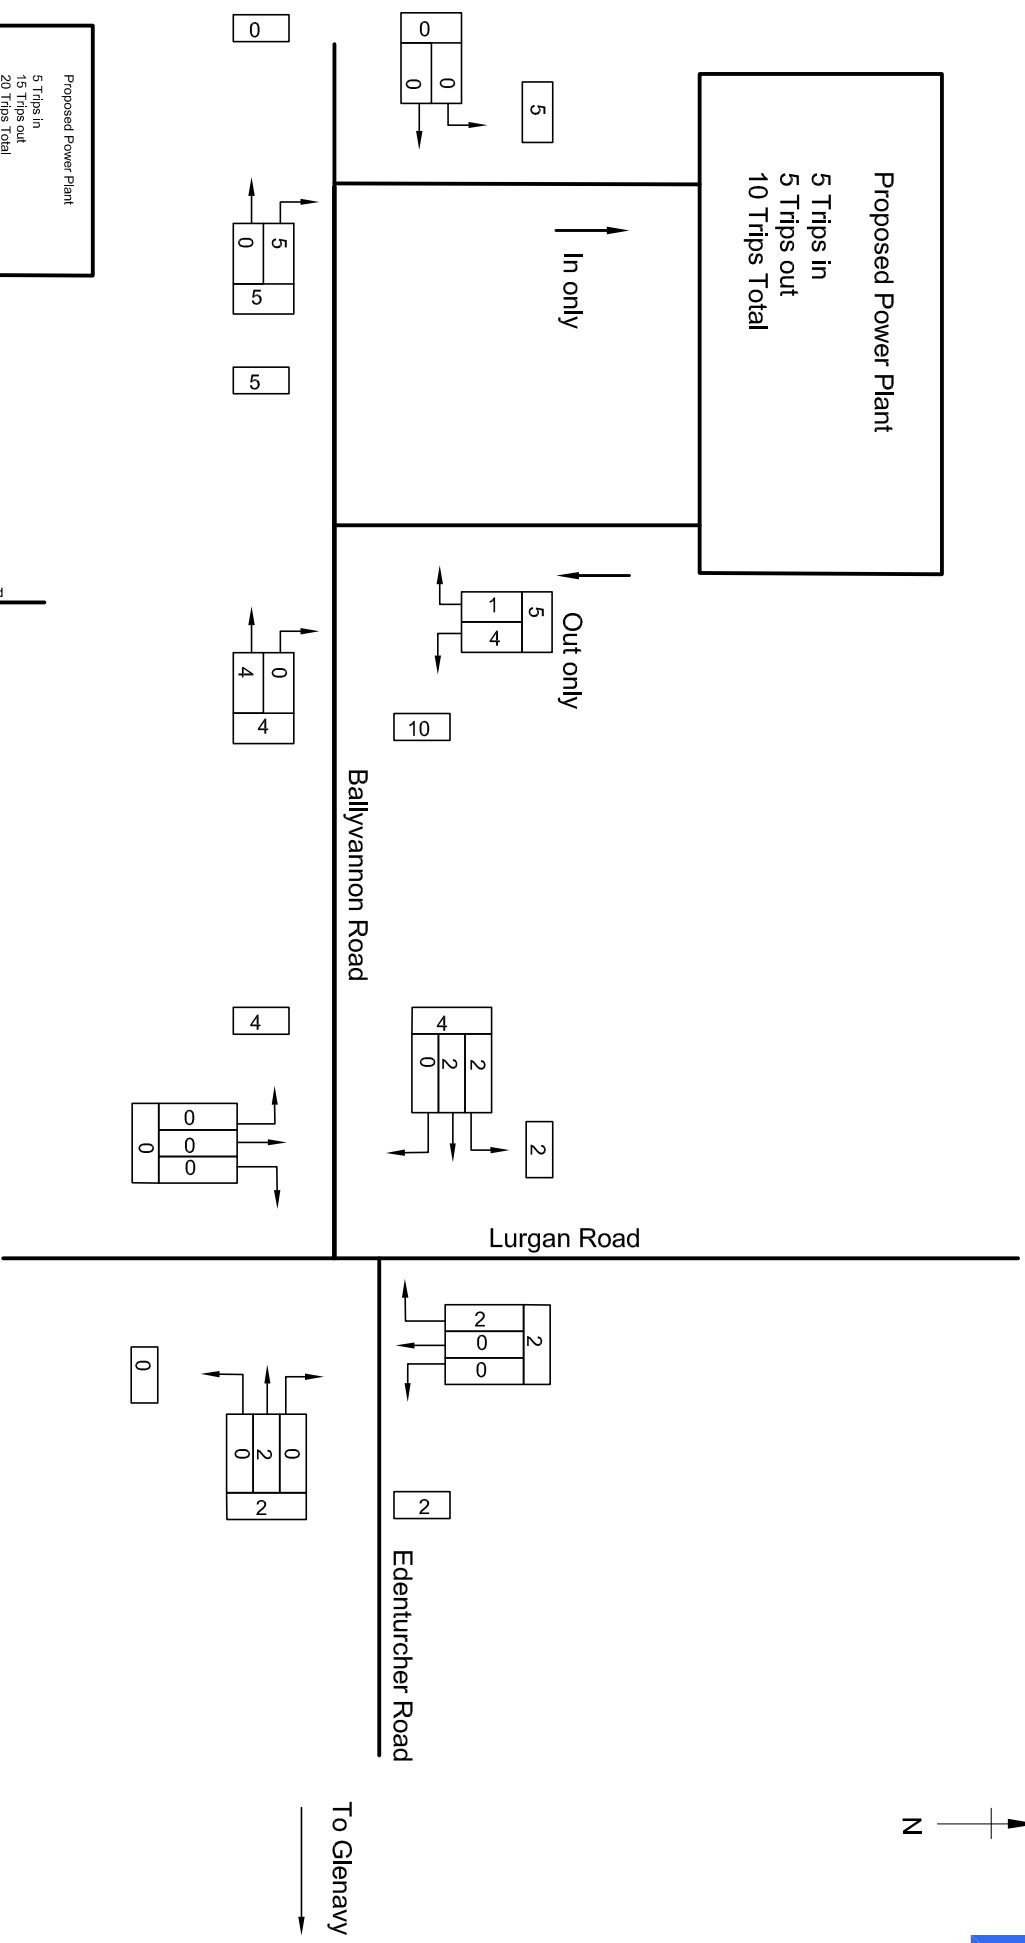 Proposed Power Plant
5 Trips in
5 Trips out
10 Trips Total
In only
Out only
Ballyvannon Road
Lurgan Road
Edenturcher Road
To Glenavy
N
0
0
0
0
5
5
0
5
5
1
4
5
0
4
4
10
4
4
2
2
0
2
0
0
0
0
2
0
0
2
0
2
0
2
0
2
Proposed Power Plant
5 Trips in
15 Trips out
20 Trips Total